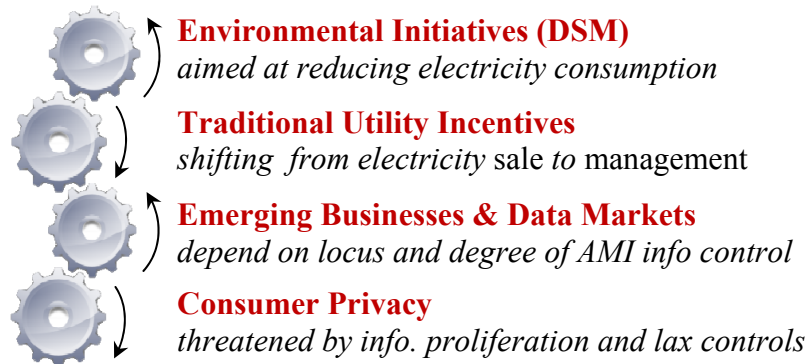 Environmental Initiatives (DSM)
aimed at reducing electricity consumption
Traditional Utility Incentives
shifting from electricity sale to management
Emerging Businesses & Data Markets
depend on locus and degree of AMI info control
Consumer Privacy
threatened by info. proliferation and lax controls